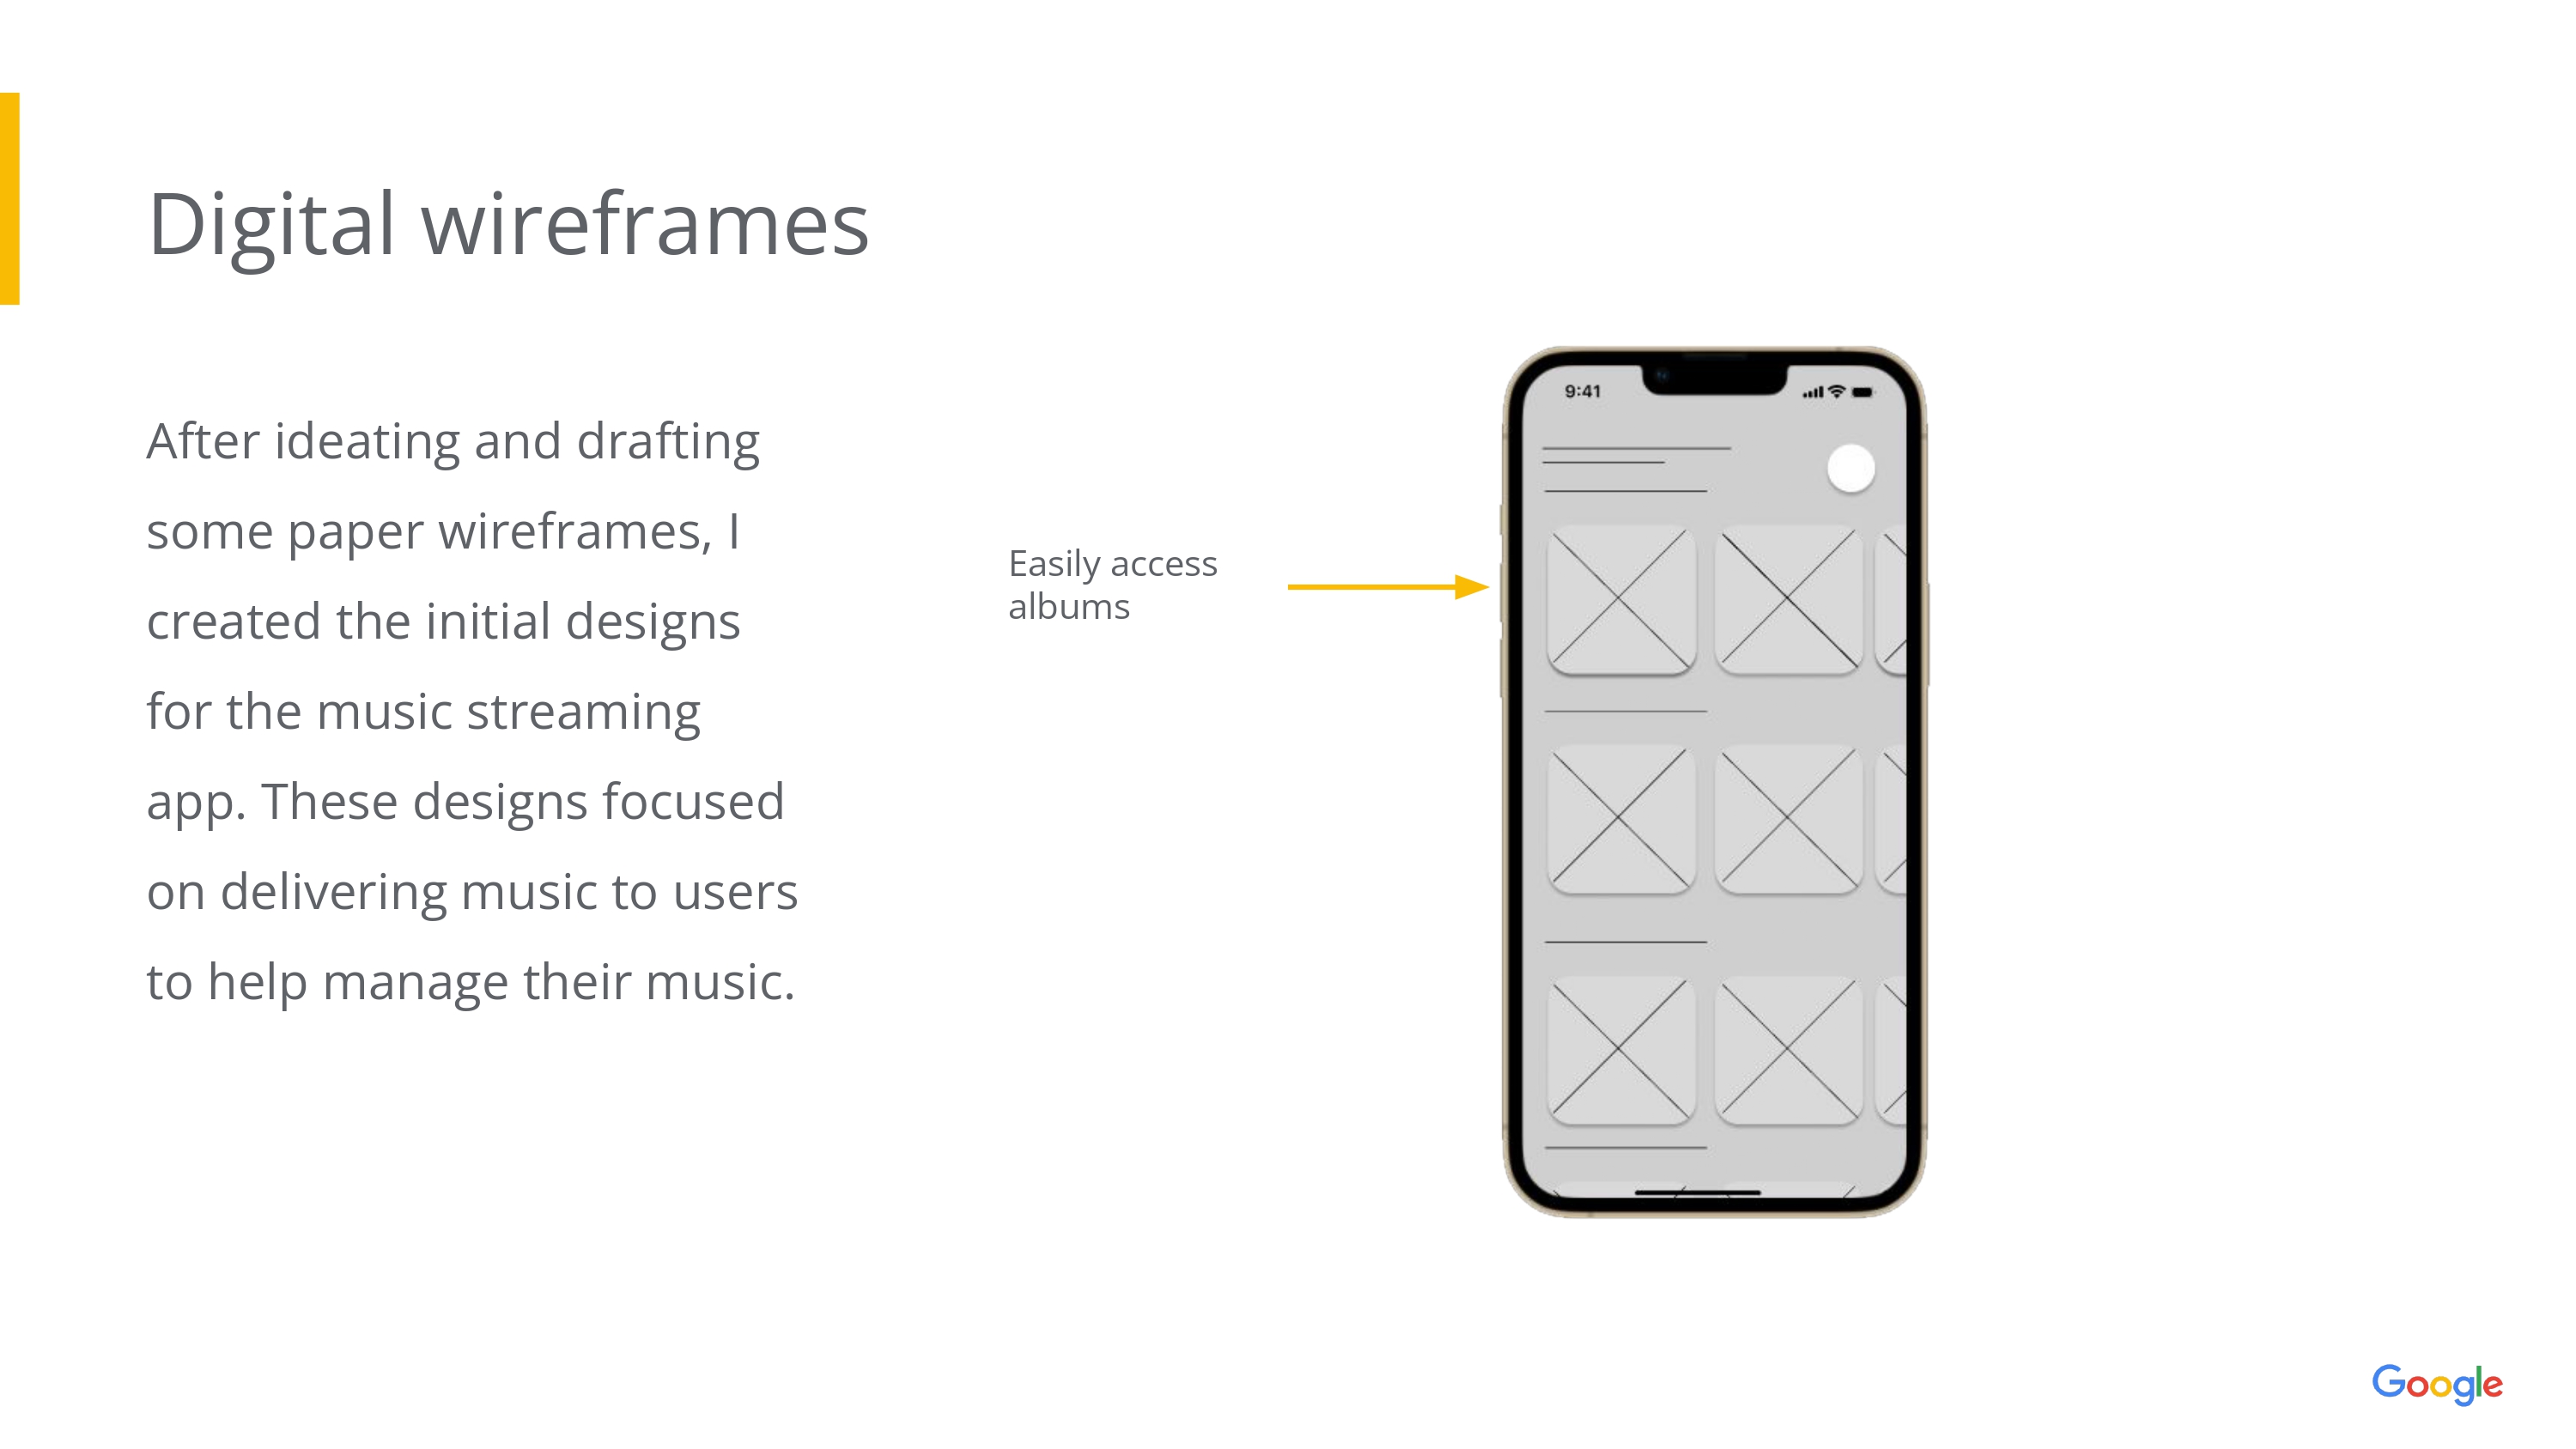 Digital wireframes
After ideating and drafting
some paper wireframes, I
created the initial designs
for the music streaming
app. These designs focused
on delivering music to users
to help manage their music.
Easily access
albums
9:41
Google